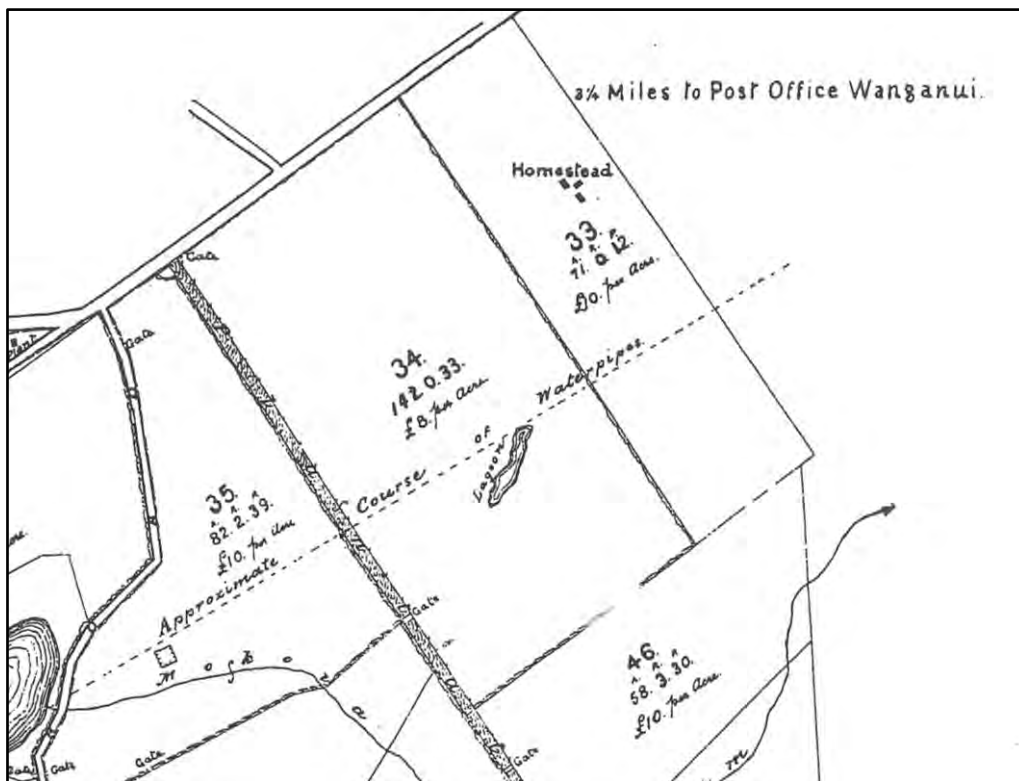 3¼ Miles to Post Office Wanganui.
Homestead
33.
A. R. P.
71. 0. 12.
per Acre.
Gate
34.
142. 0. 33.
£8. per Acre.
Gate
Plant
Approximate Course of Waterpipes
Lagoon
35.
82. 2. 39.
£10. per Acre
Gate
46.
58. 3. 30.
£10. per Acre.
Gate
Gate
Gate